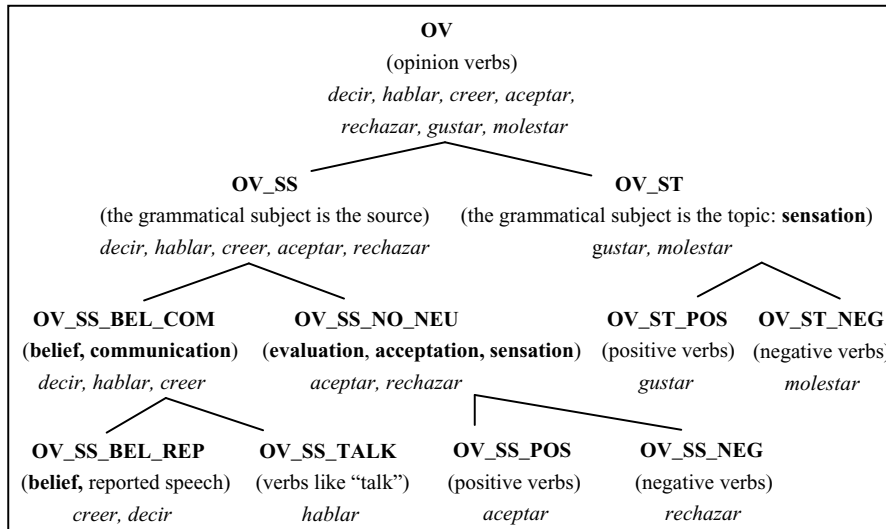 OV
(opinion verbs)
decir, hablar, creer, aceptar,
rechazar, gustar, molestar
OV_SS OV_ST
(the grammatical subject is the source) (the grammatical subject is the topic: sensation)
decir, hablar, creer, aceptar, rechazar gustar, molestar
OV_SS_BEL_COM OV_SS_NO_NEU OV_ST_POS OV_ST_NEG
(belief, communication) (evaluation, acceptation, sensation) (positive verbs) (negative verbs)
decir, hablar, creer aceptar, rechazar gustar molestar
OV_SS_BEL_REP OV_SS_TALK OV_SS_POS OV_SS_NEG
(belief, reported speech) (verbs like “talk”) (positive verbs) (negative verbs)
creer, decir hablar aceptar rechazar